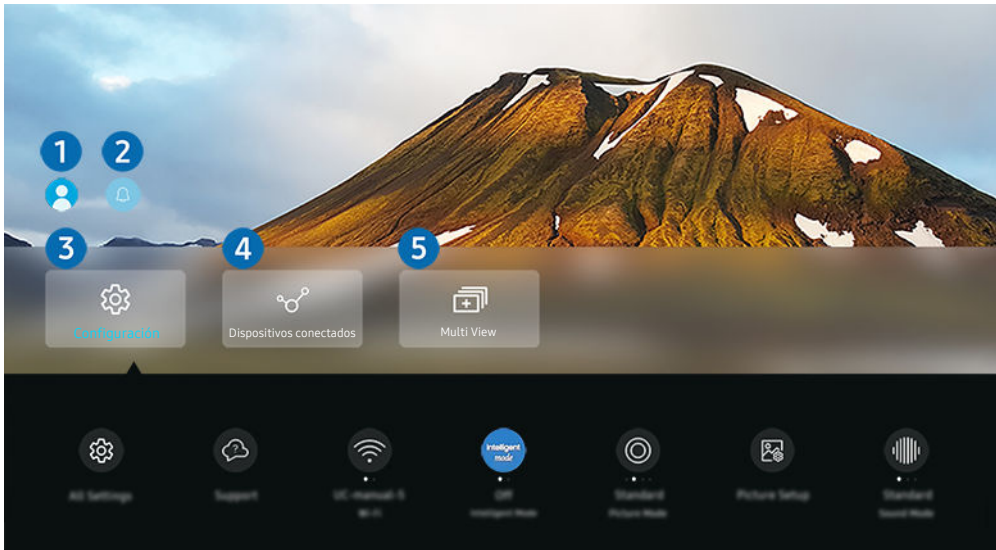 1 2
3 4 5
Configuración Dispositivos conectados Multi View
intelligent
mode
All Settings Support UC-manual-5 Off Standard Picture Setup Standard
Wi-Fi Intelligent Mode Picture Mode Sound Mode